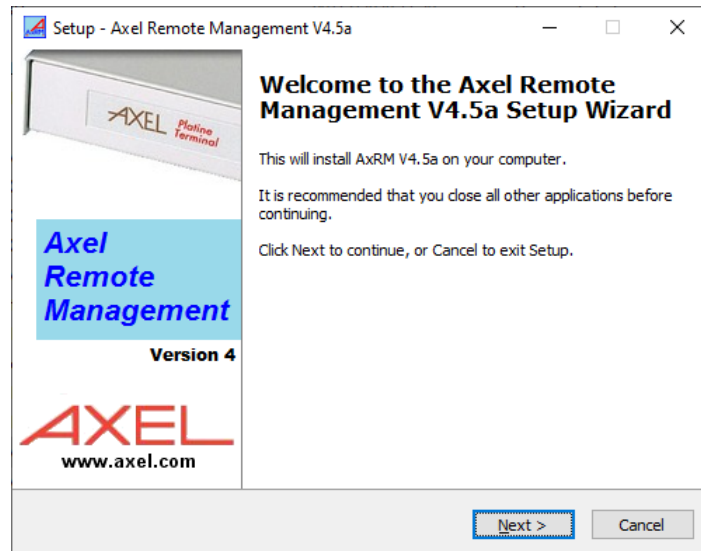 Setup - Axel Remote Management V4.5a
AXEL Platine
Terminal
Axel
Remote
Management
Version 4
AXEL
www.axel.com
Welcome to the Axel Remote
Management V4.5a Setup Wizard
This will install AxRM V4.5a on your computer.
It is recommended that you close all other applications before
continuing.
Click Next to continue, or Cancel to exit Setup.
Next >
Cancel